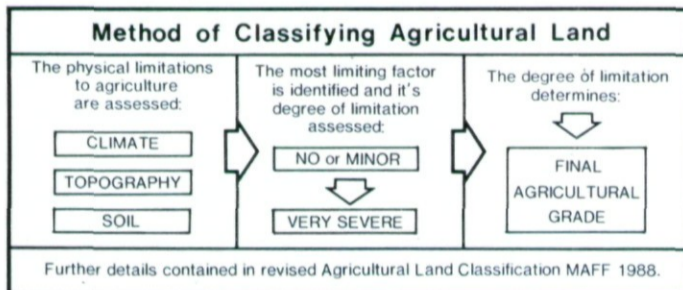 Method of Classifying Agricultural Land
The physical limitations
to agriculture
are assessed:
CLIMATE
TOPOGRAPHY
SOIL
The most limiting factor
is identified and it's
degree of limitation
assessed:
NO or MINOR
VERY SEVERE
The degree of limitation
determines:
FINAL
AGRICULTURAL
GRADE
Further details contained in revised Agricultural Land Classification MAFF 1988.